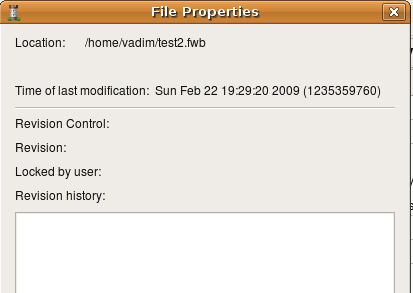 File Properties
Location: /home/vadim/test2.fwb
Time of last modification: Sun Feb 22 19:29:20 2009 (1235359760)
Revision Control:
Revision:
Locked by user:
Revision history: